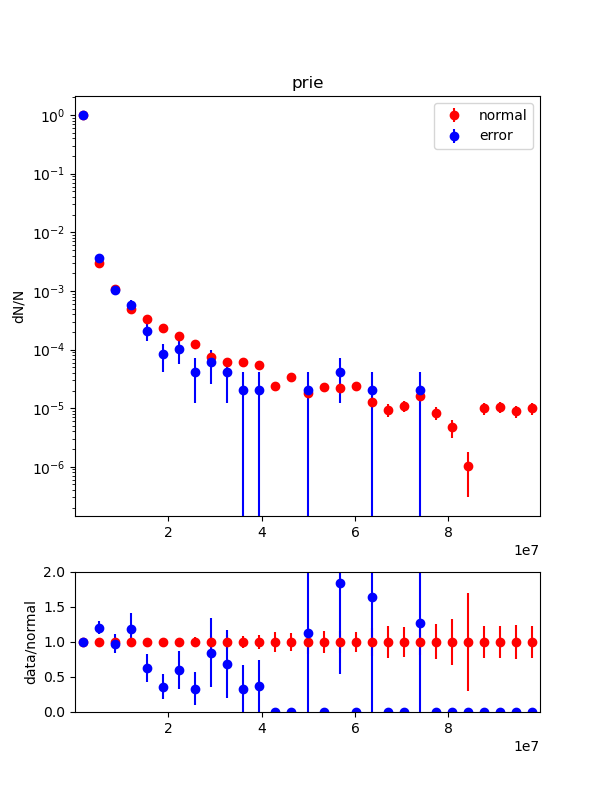 prie
normal
error
dN/N
10⁰
10⁻¹
10⁻²
10⁻³
10⁻⁴
10⁻⁵
10⁻⁶
2 4 6 8
1e7
data/normal
2.0
1.5
1.0
0.5
0.0
2 4 6 8
1e7